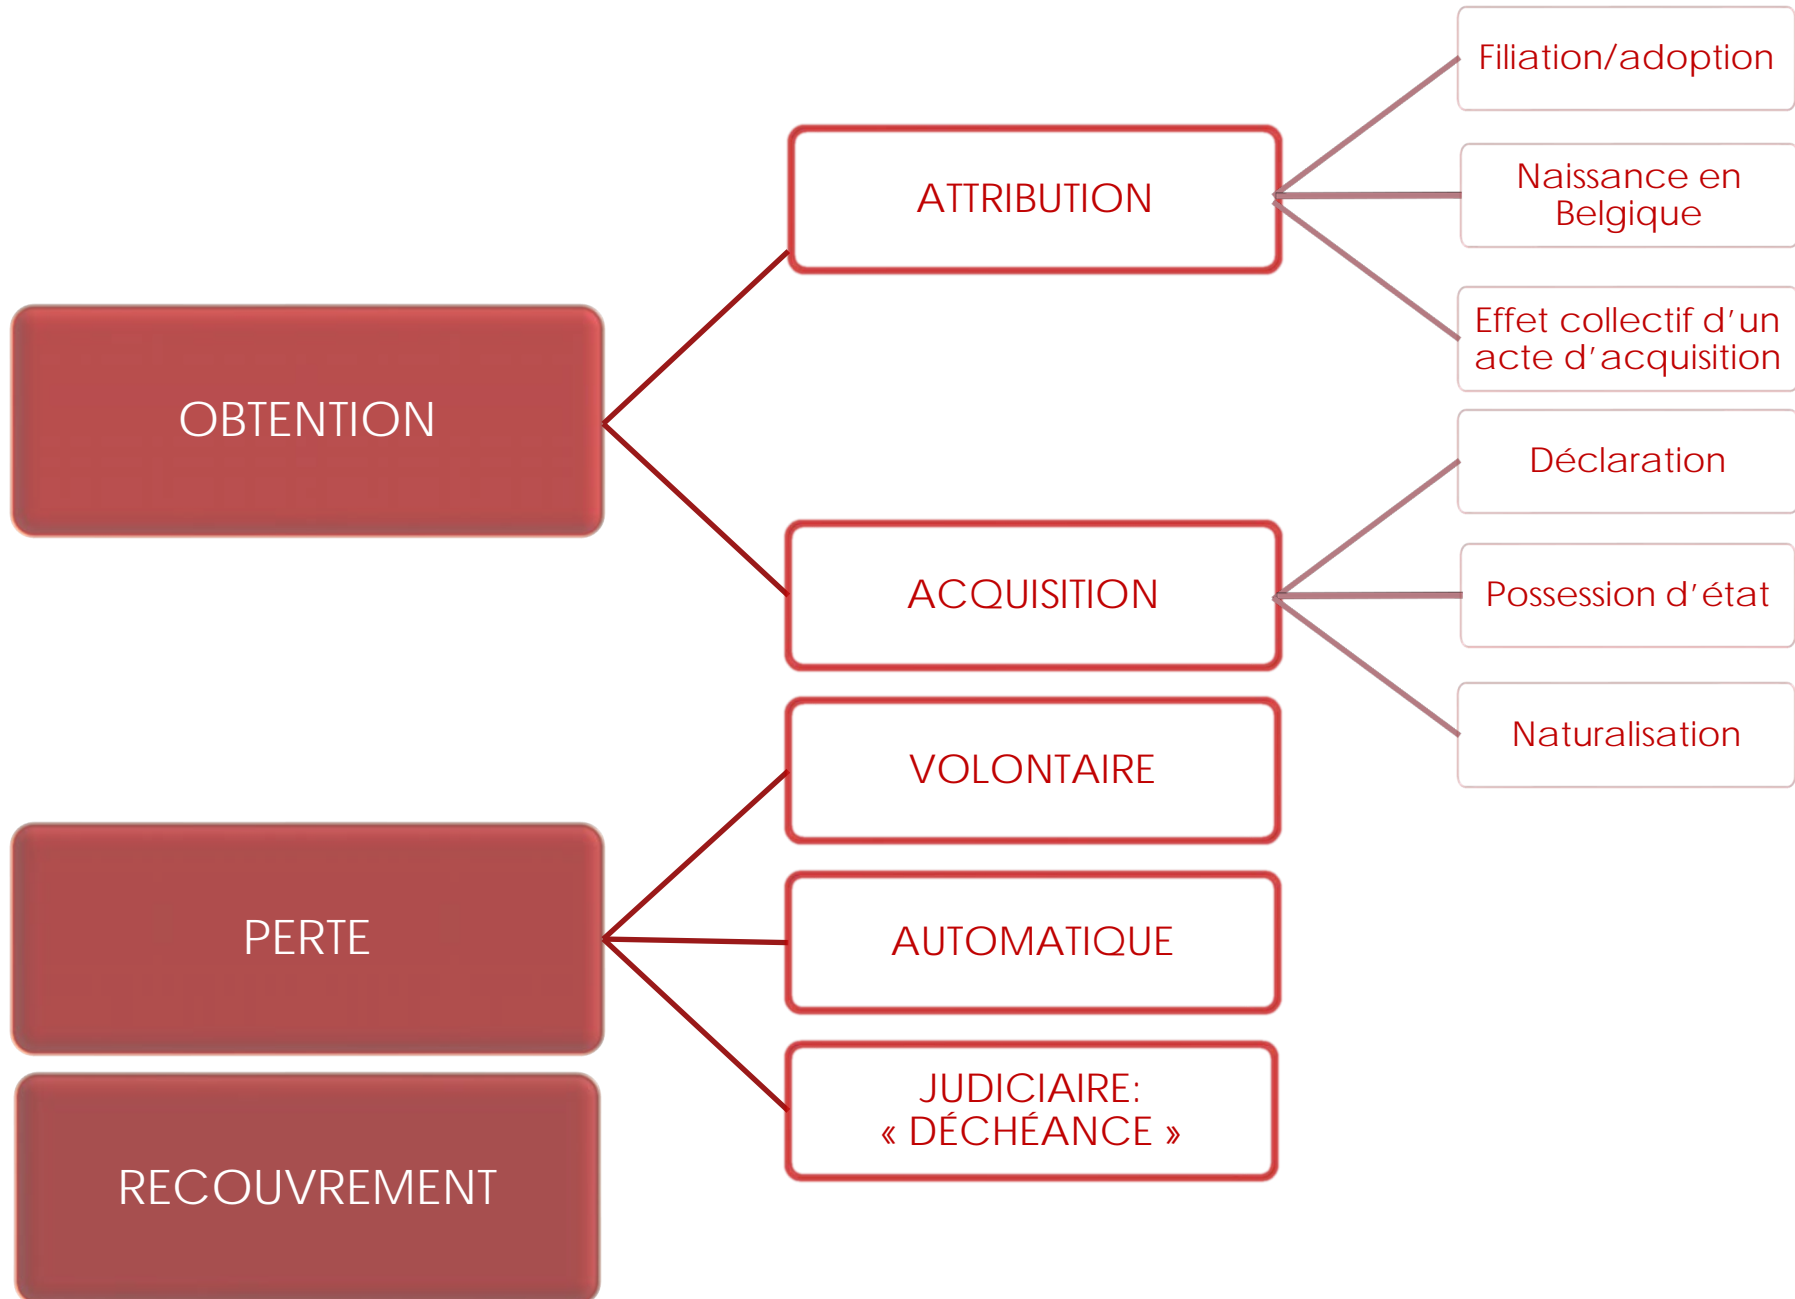 OBTENTION
ATTRIBUTION
Filiation/adoption
Naissance en
Belgique
Effet collectif d’un
acte d’acquisition
ACQUISITION
Déclaration
Possession d’état
Naturalisation
PERTE
VOLONTAIRE
AUTOMATIQUE
JUDICIAIRE:
« DÉCHÉANCE »
RECOUVREMENT